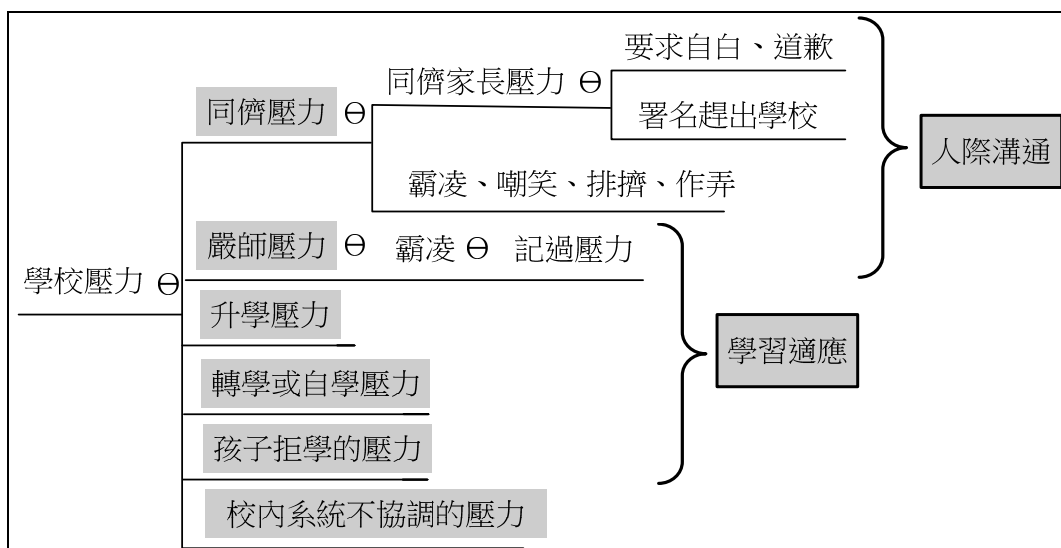 學校壓力
同儕壓力
同儕家長壓力
要求自白、道歉
署名趕出學校
霸凌、嘲笑、排擠、作弄
嚴師壓力
霸凌
記過壓力
升學壓力
轉學或自學壓力
孩子拒學的壓力
校內系統不協調的壓力
人際溝通
學習適應